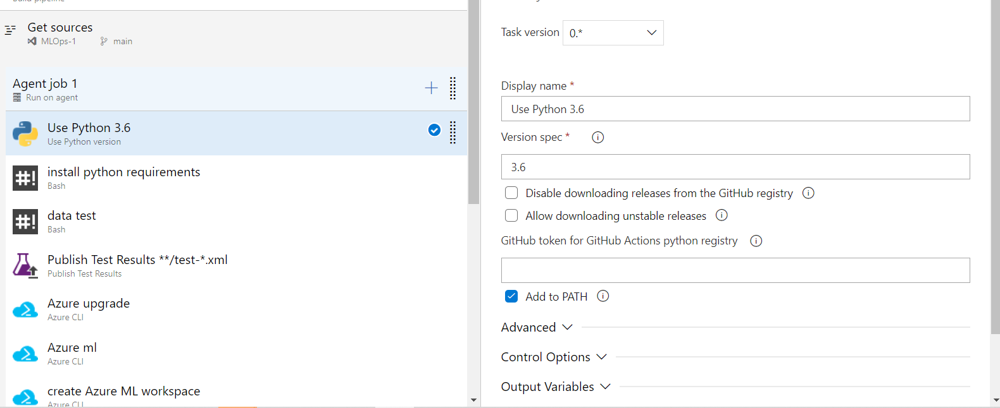 Build pipeline
Get sources
MLOps-1 main
Agent job 1
Run on agent
Use Python 3.6
Use Python version
install python requirements
Bash
data test
Bash
Publish Test Results **/test-*.xml
Publish Test Results
Azure upgrade
Azure CLI
Azure ml
Azure CLI
create Azure ML workspace
Azure CLI
Task version 0.*
Display name *
Use Python 3.6
Version spec *
3.6
Disable downloading releases from the GitHub registry
Allow downloading unstable releases
GitHub token for GitHub Actions python registry
Add to PATH
Advanced
Control Options
Output Variables